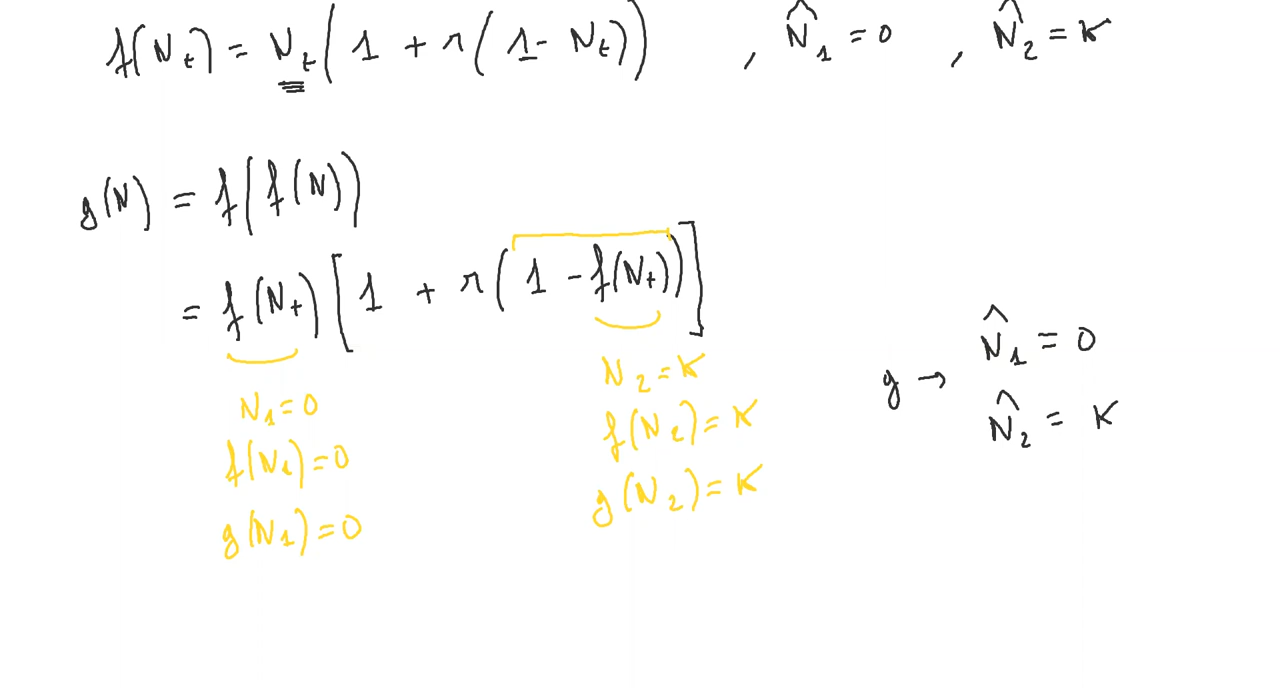 f(N_t) = N_t(1 + r(1 - N_t)) , N̂_1 = 0 , N̂_2 = K
g(N) = f(f(N))
= f(N_t)[1 + r(1 - f(N_t))]
N_1 = 0
f(N_1) = 0
g(N_1) = 0
N_2 = K
f(N_2) = K
g(N_2) = K
g → N̂_1 = 0
N̂_2 = K